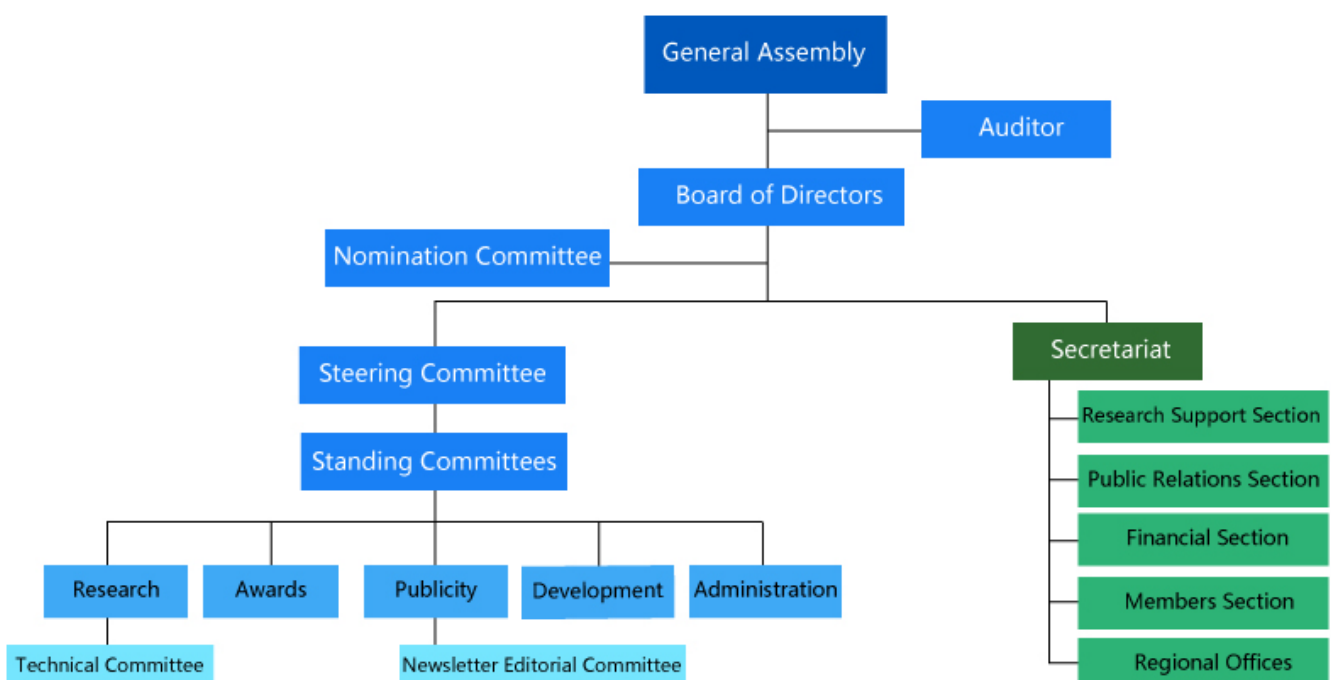 General Assembly
Auditor
Board of Directors
Nomination Committee
Secretariat
Steering Committee
Research Support Section
Standing Committees
Public Relations Section
Financial Section
Research
Awards
Publicity
Development
Administration
Members Section
Technical Committee
Newsletter Editorial Committee
Regional Offices